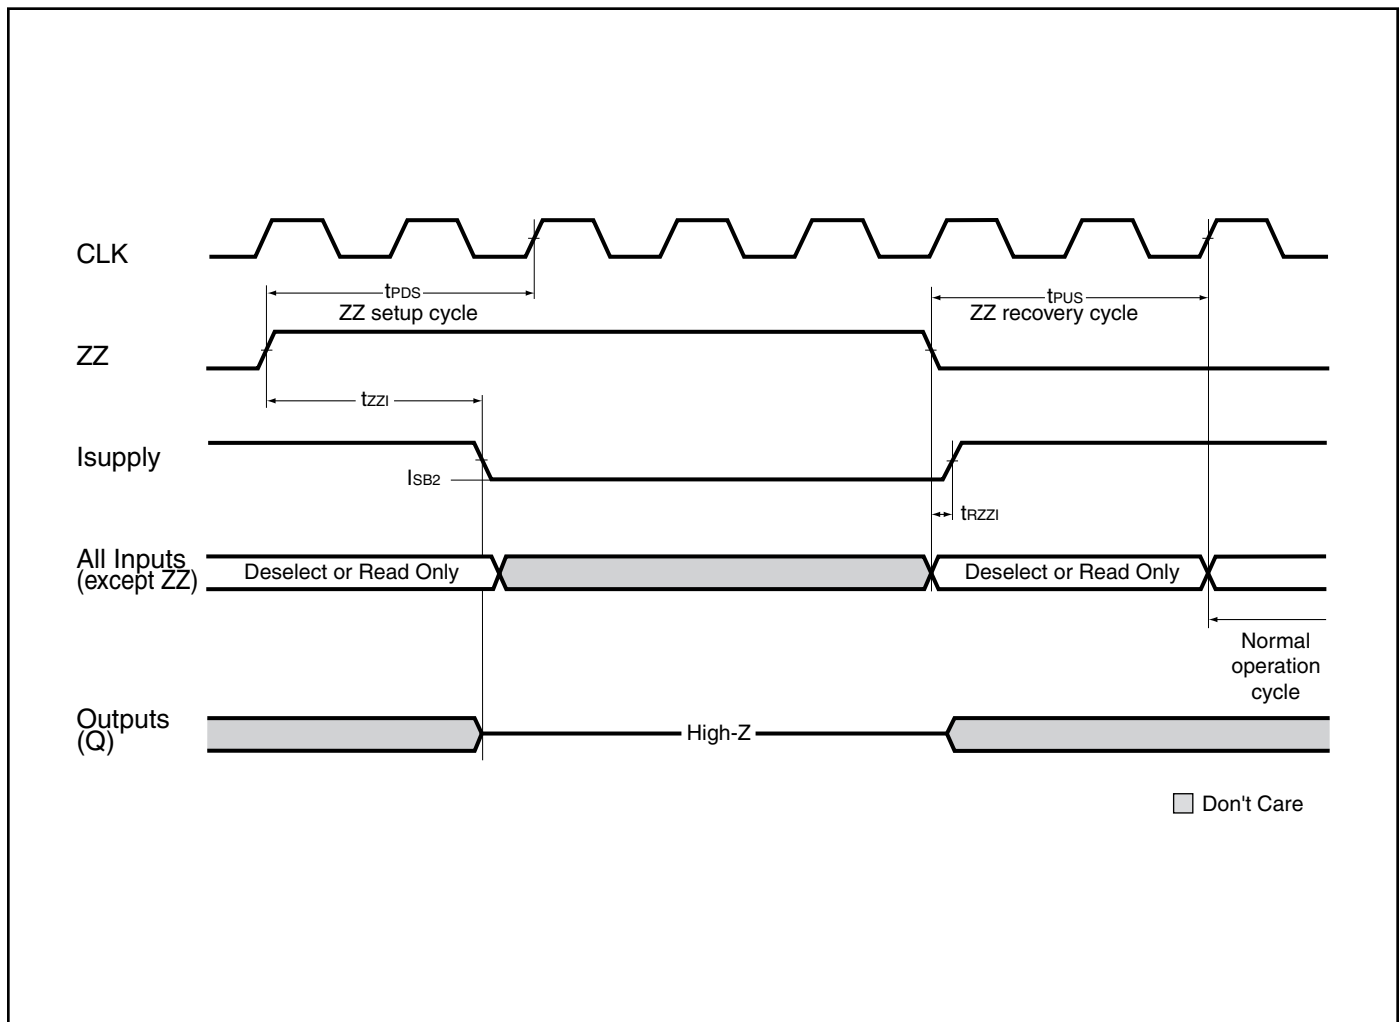 CLK
tPDS
ZZ setup cycle
tPUS
ZZ recovery cycle
ZZ
tZZI
Isupply
ISB2
tRZZI
All Inputs
(except ZZ)
Deselect or Read Only
Deselect or Read Only
Normal
operation
cycle
Outputs
(Q)
High-Z
Don't Care